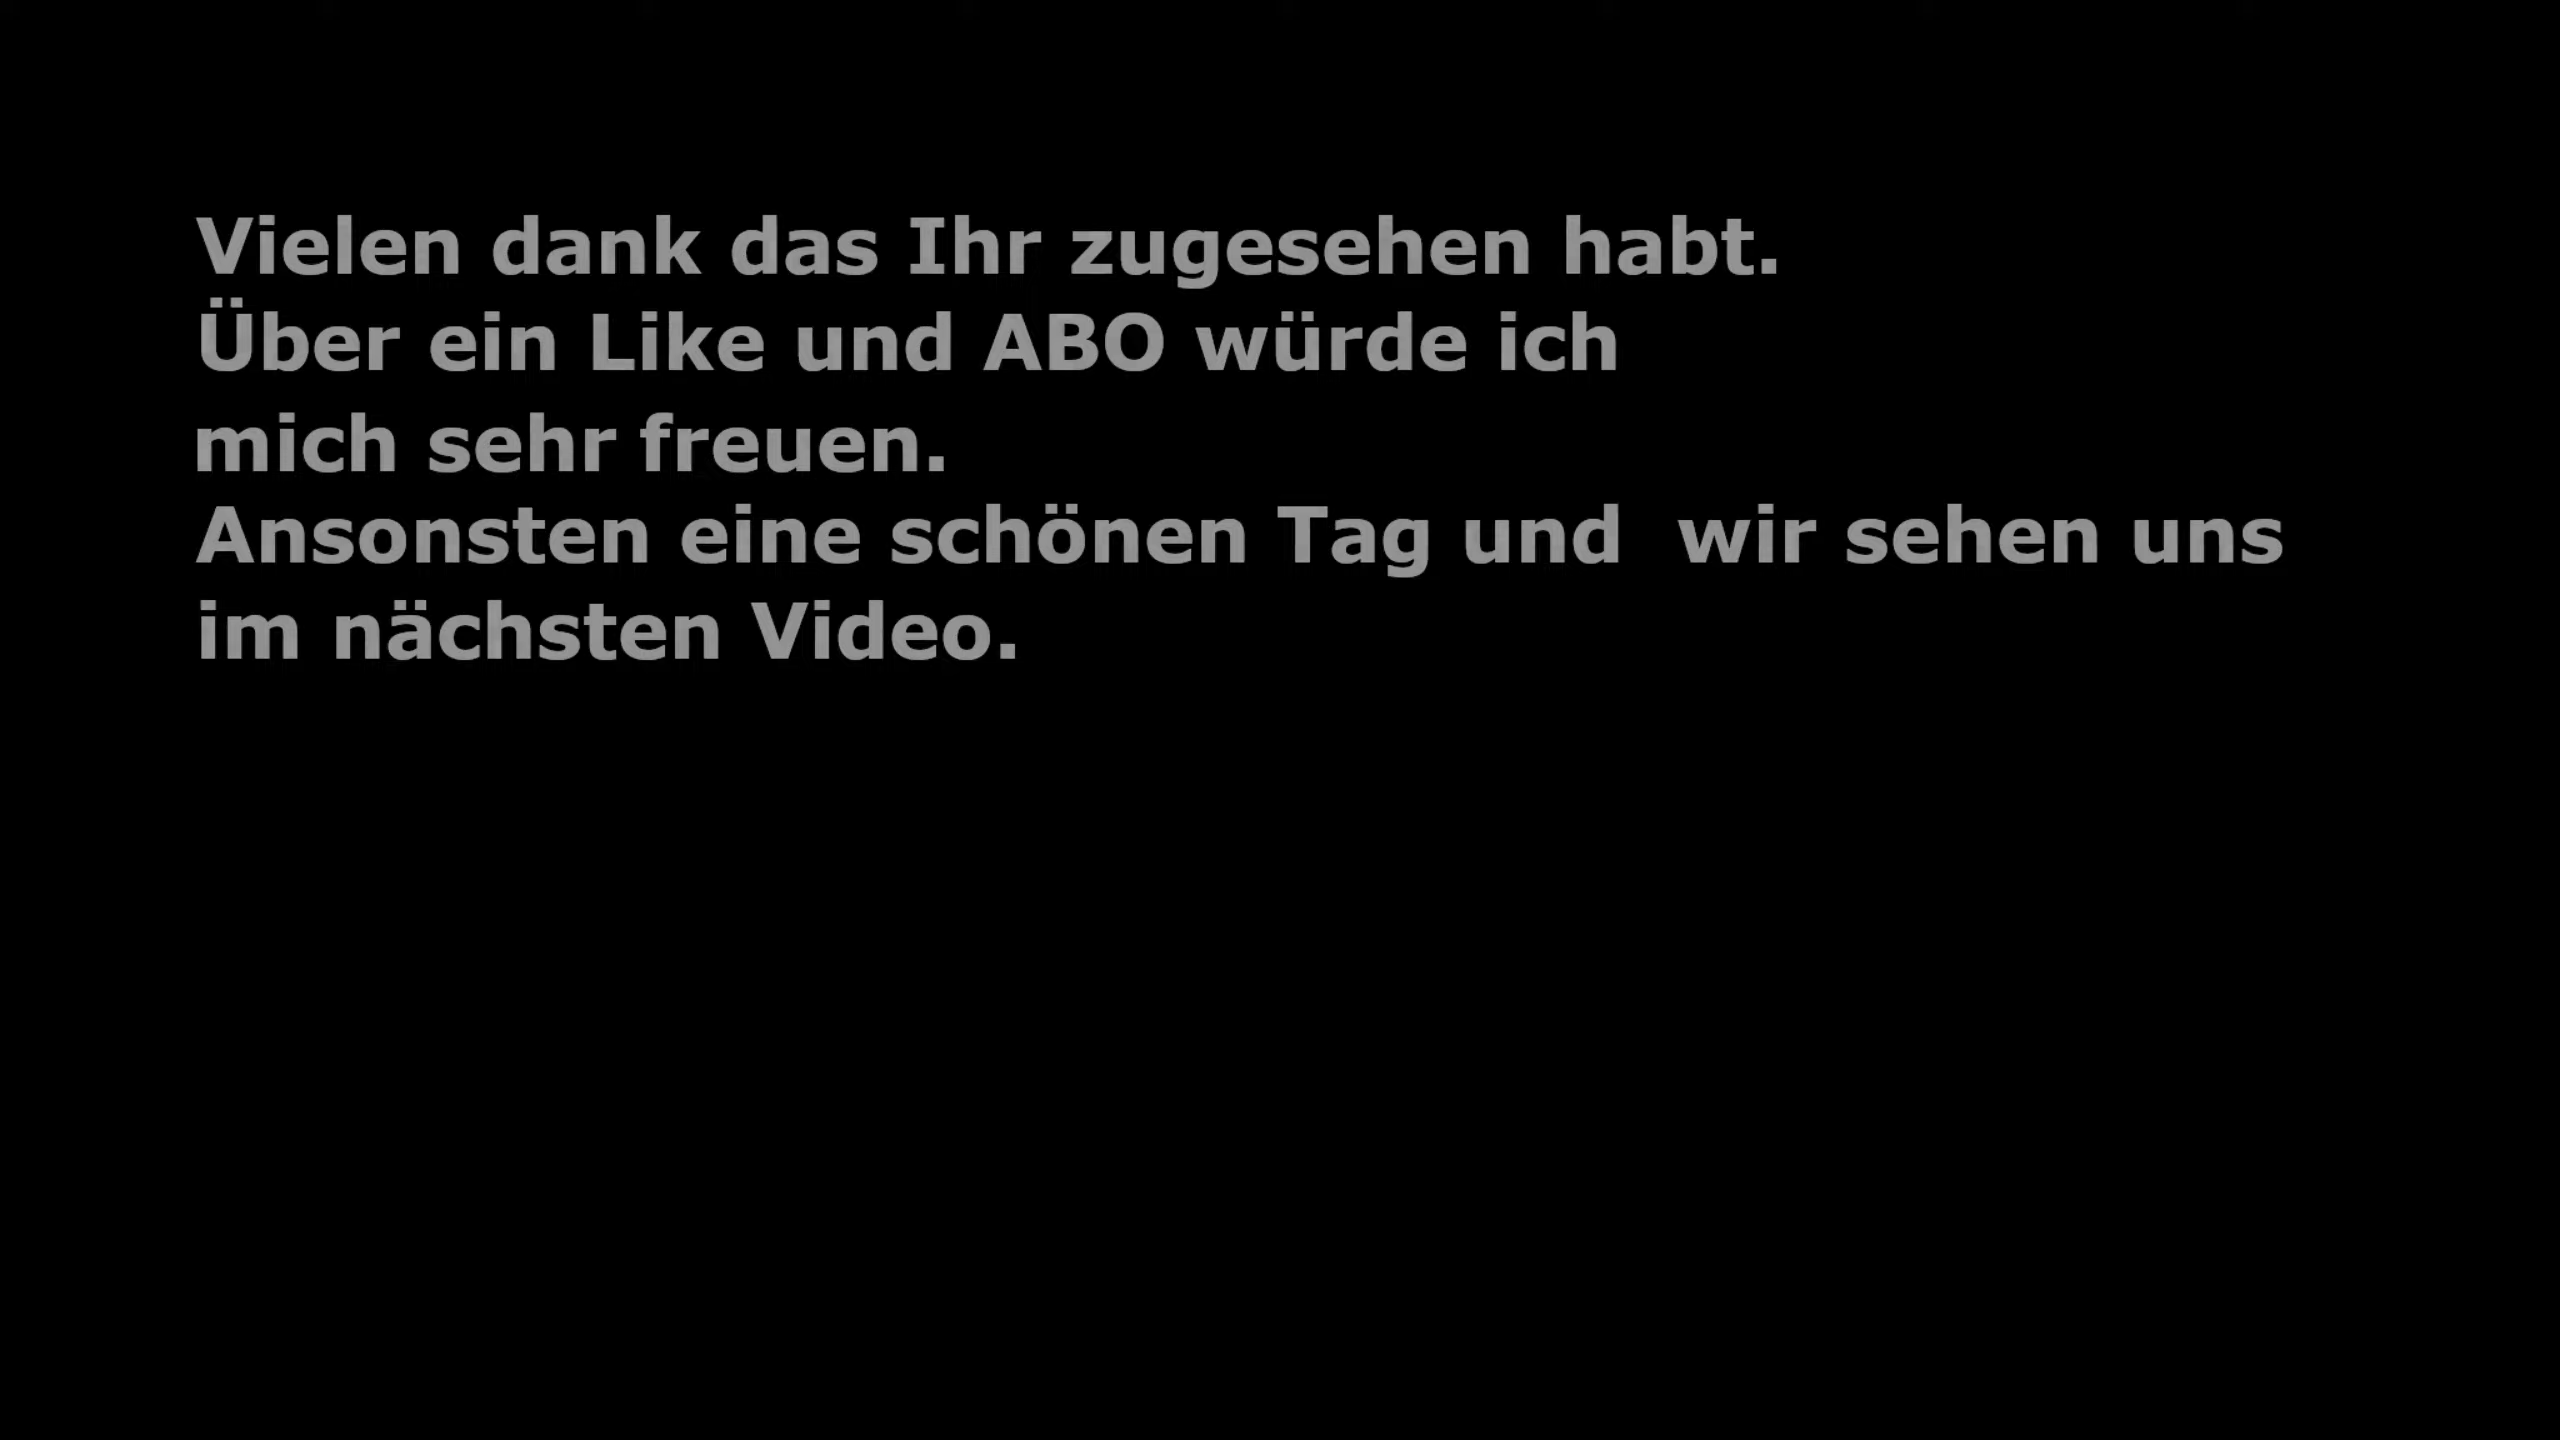 Vielen dank das Ihr zugesehen habt.
Über ein Like und ABO würde ich
mich sehr freuen.
Ansonsten eine schönen Tag und  wir sehen uns
im nächsten Video.